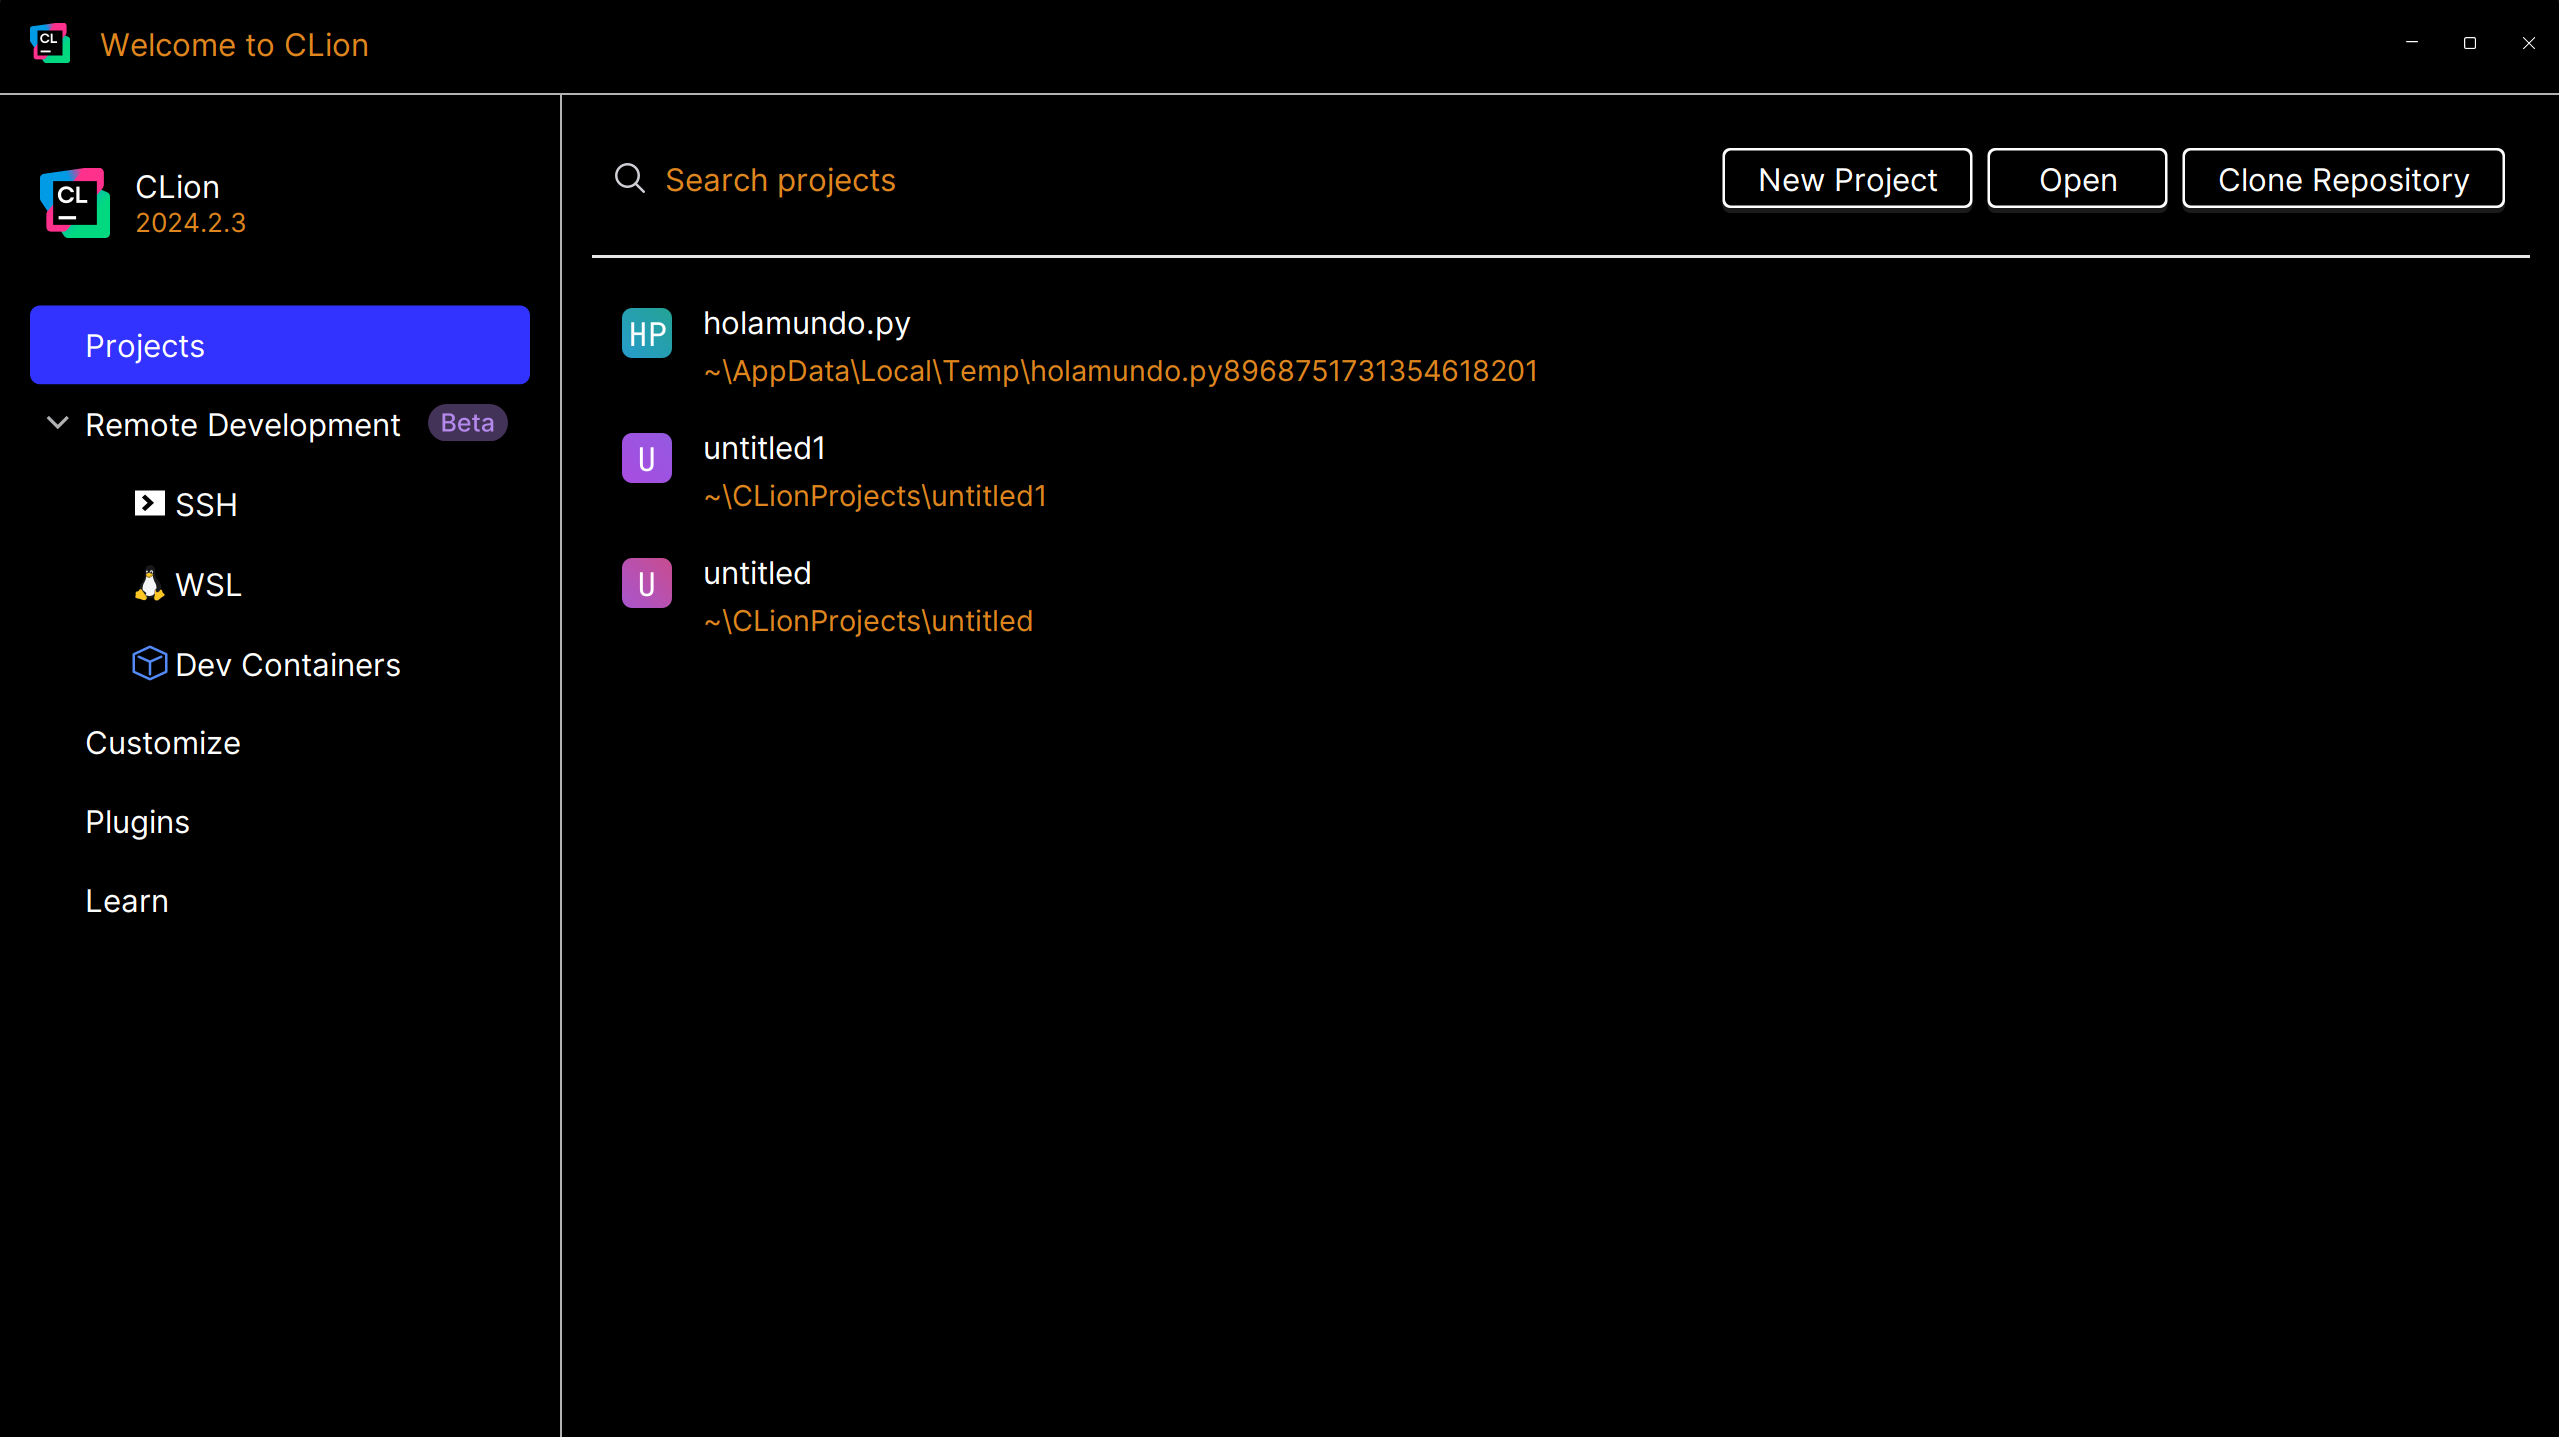 CL
Welcome to CLion
CL
CLion
2024.2.3
Projects
Remote Development Beta
SSH
WSL
Dev Containers
Customize
Plugins
Learn
Search projects
New Project
Open
Clone Repository
HP
holamundo.py
~\AppData\Local\Temp\holamundo.py8968751731354618201
U
untitled1
~\CLionProjects\untitled1
U
untitled
~\CLionProjects\untitled